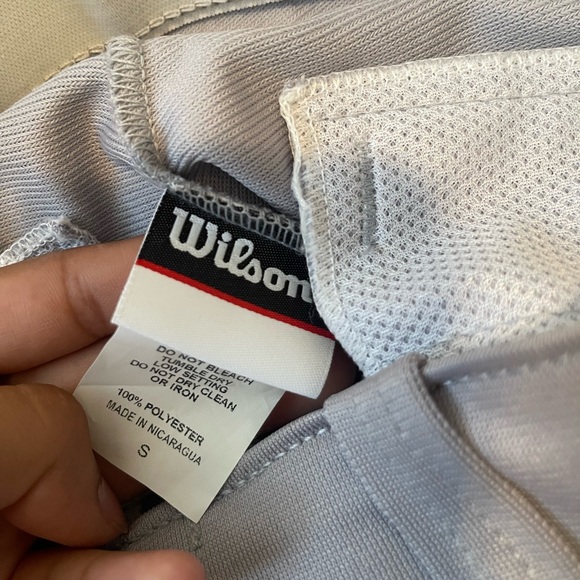 Wilson
DO NOT BLEACH
TUMBLE DRY
LOW SETTING
DO NOT DRY CLEAN
OR IRON
100% POLYESTER
MADE IN NICARAGUA
S